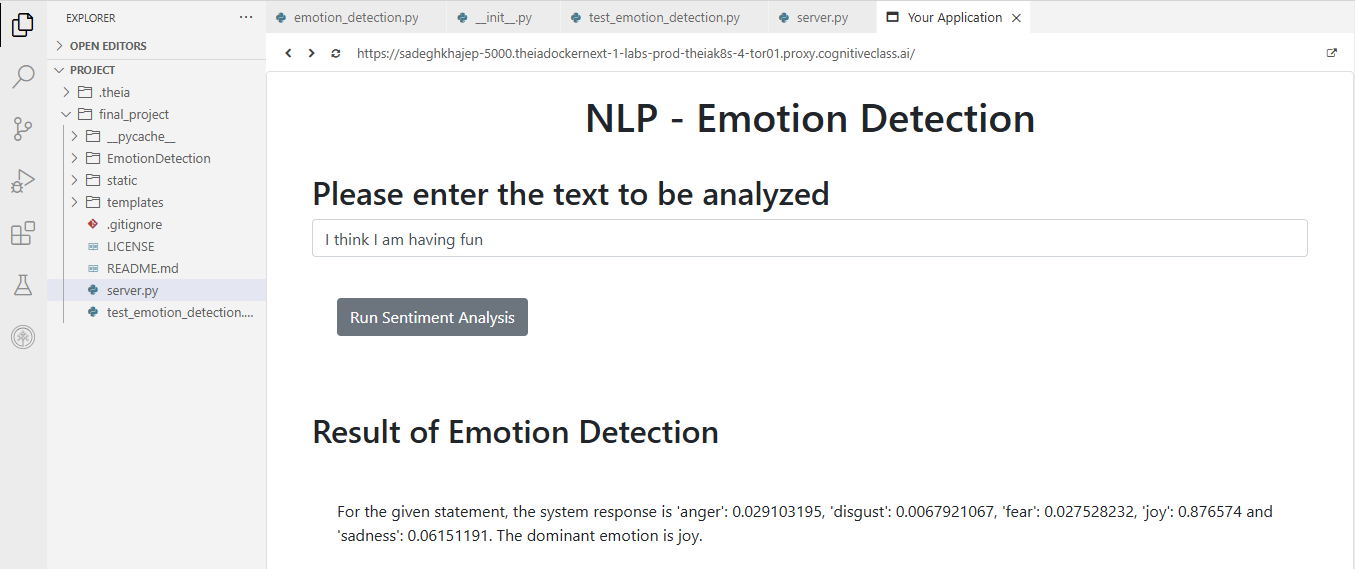 EXPLORER
OPEN EDITORS
PROJECT
.theia
final_project
__pycache__
EmotionDetection
static
templates
.gitignore
LICENSE
README.md
server.py
test_emotion_detection....
emotion_detection.py
__init__.py
test_emotion_detection.py
server.py
Your Application
https://sadeghkhajep-5000.theiadockernext-1-labs-prod-theiak8s-4-tor01.proxy.cognitiveclass.ai/
NLP - Emotion Detection
Please enter the text to be analyzed
I think I am having fun
Run Sentiment Analysis
Result of Emotion Detection
For the given statement, the system response is 'anger': 0.029103195, 'disgust': 0.0067921067, 'fear': 0.027528232, 'joy': 0.876574 and
'sadness': 0.06151191. The dominant emotion is joy.